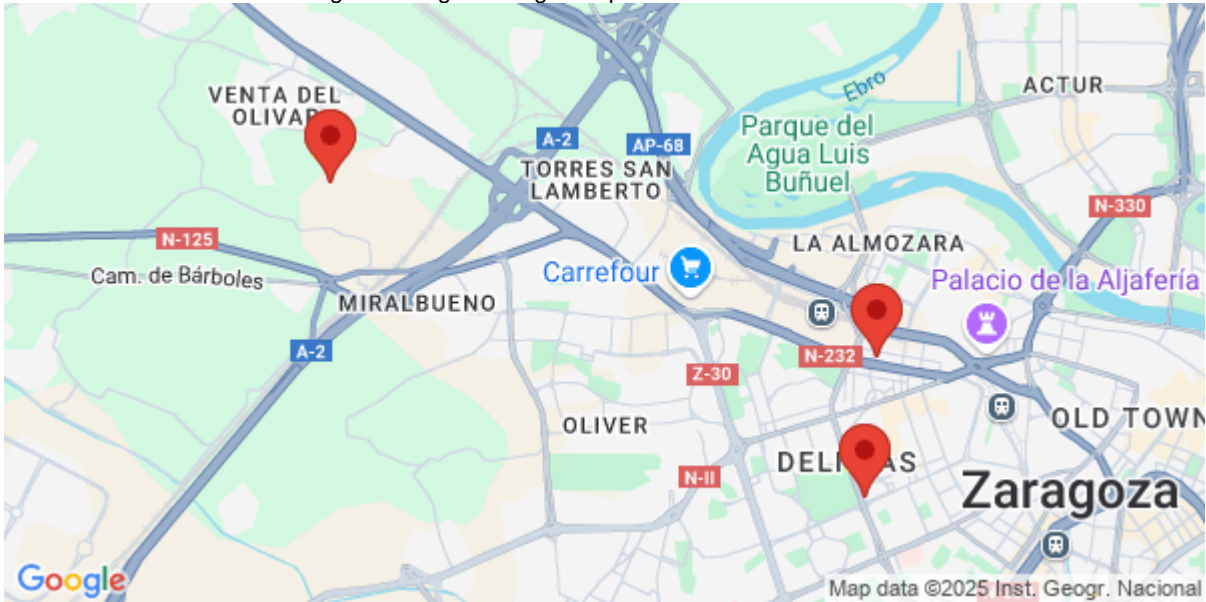 VENTA DEL
OLIVAR
A-2
AP-68
TORRES SAN
LAMBERTO
Ebro
ACTUR
Parque del
Agua Luis
Buñuel
N-330
N-125
Cam. de Bárboles
MIRALBUENO
Carrefour
LA ALMOZARA
Palacio de la Aljafería
A-2
N-232
Z-30
OLIVER
OLD TOWN
N-II
Zaragoza
Google
Map data ©2025 Inst. Geogr. Nacional